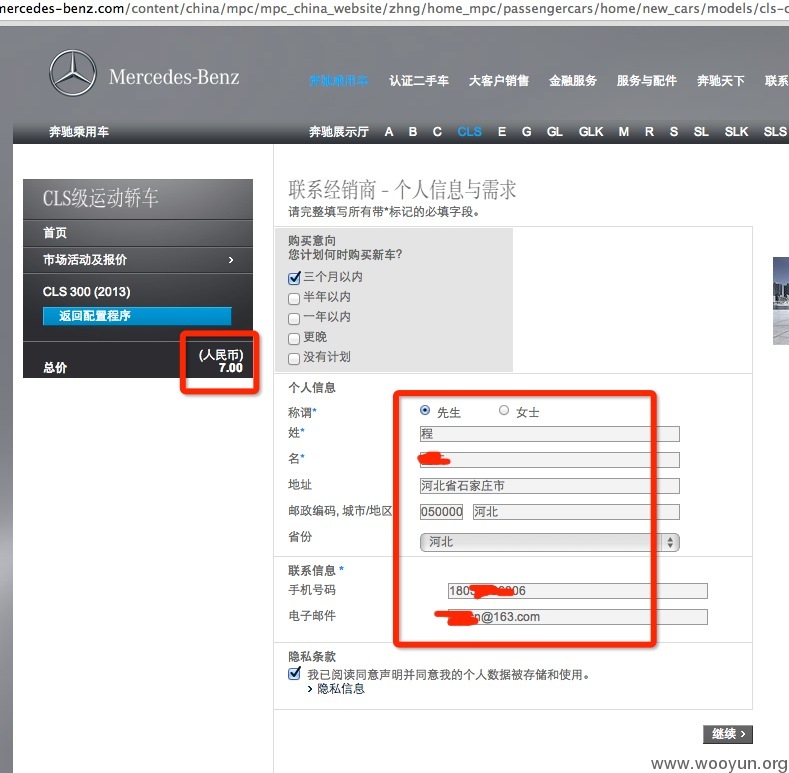 mercedes-benz.com/content/china/mpc/mpc_china_website/zhng/home_mpc/passengercars/home/new_cars/models/cls-c
Mercedes-Benz
奔驰乘用车 认证二手车 大客户销售 金融服务 服务与配件 奔驰天下 联系
奔驰乘用车 奔驰展示厅 A B C CLS E G GL GLK M R S SL SLK SLS
CLS级运动轿车
首页
市场活动及报价 ›
CLS 300 (2013)
返回配置程序
(人民币)
总价 7.00
联系经销商 - 个人信息与需求
请完整填写所有带*标记的必填字段。
购买意向
您计划何时购买新车?
三个月以内
半年以内
一年以内
更晚
没有计划
个人信息
称谓* 先生 女士
姓* 程
名*
地址 河北省石家庄市
邮政编码, 城市/地区 050000 河北
省份 河北
联系信息 *
手机号码 180 06
电子邮件 n@163.com
隐私条款
我已阅读同意声明并同意我的个人数据被存储和使用。
› 隐私信息
继续 ›
www.wooyun.org